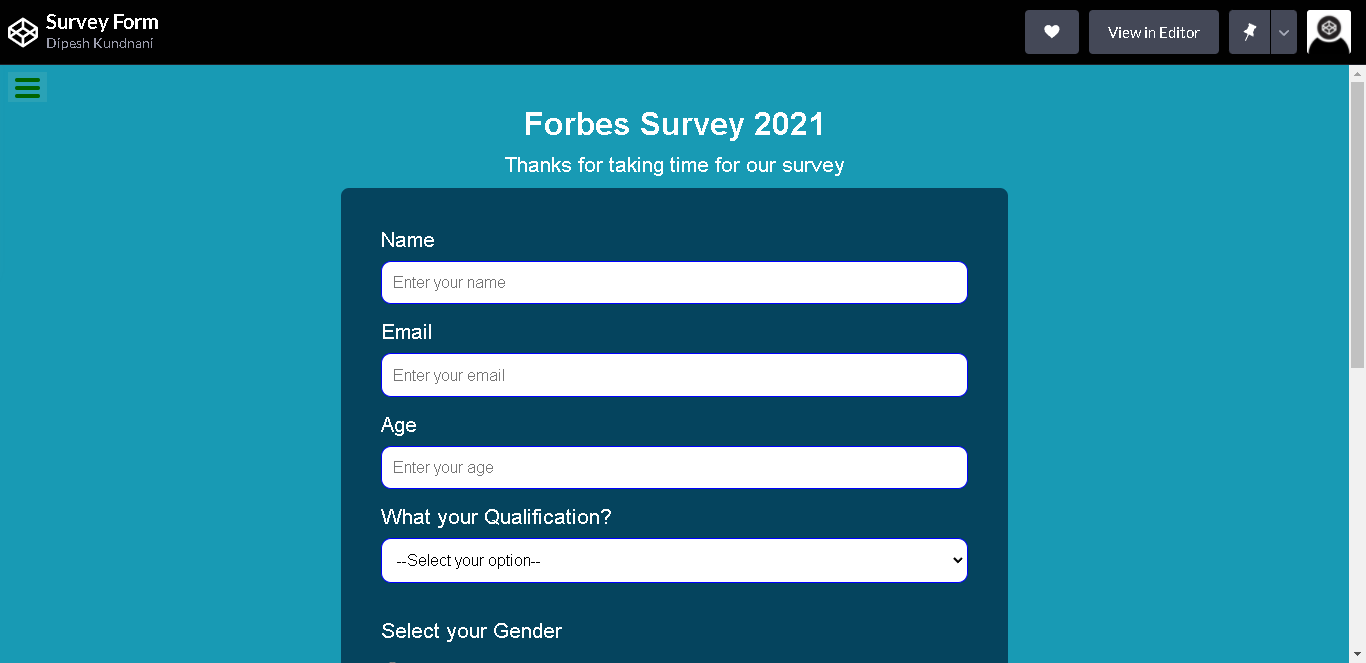 Survey Form
Dipesh Kundnani
View in Editor
Forbes Survey 2021
Thanks for taking time for our survey
Name
Enter your name
Email
Enter your email
Age
Enter your age
What your Qualification?
--Select your option--
Select your Gender